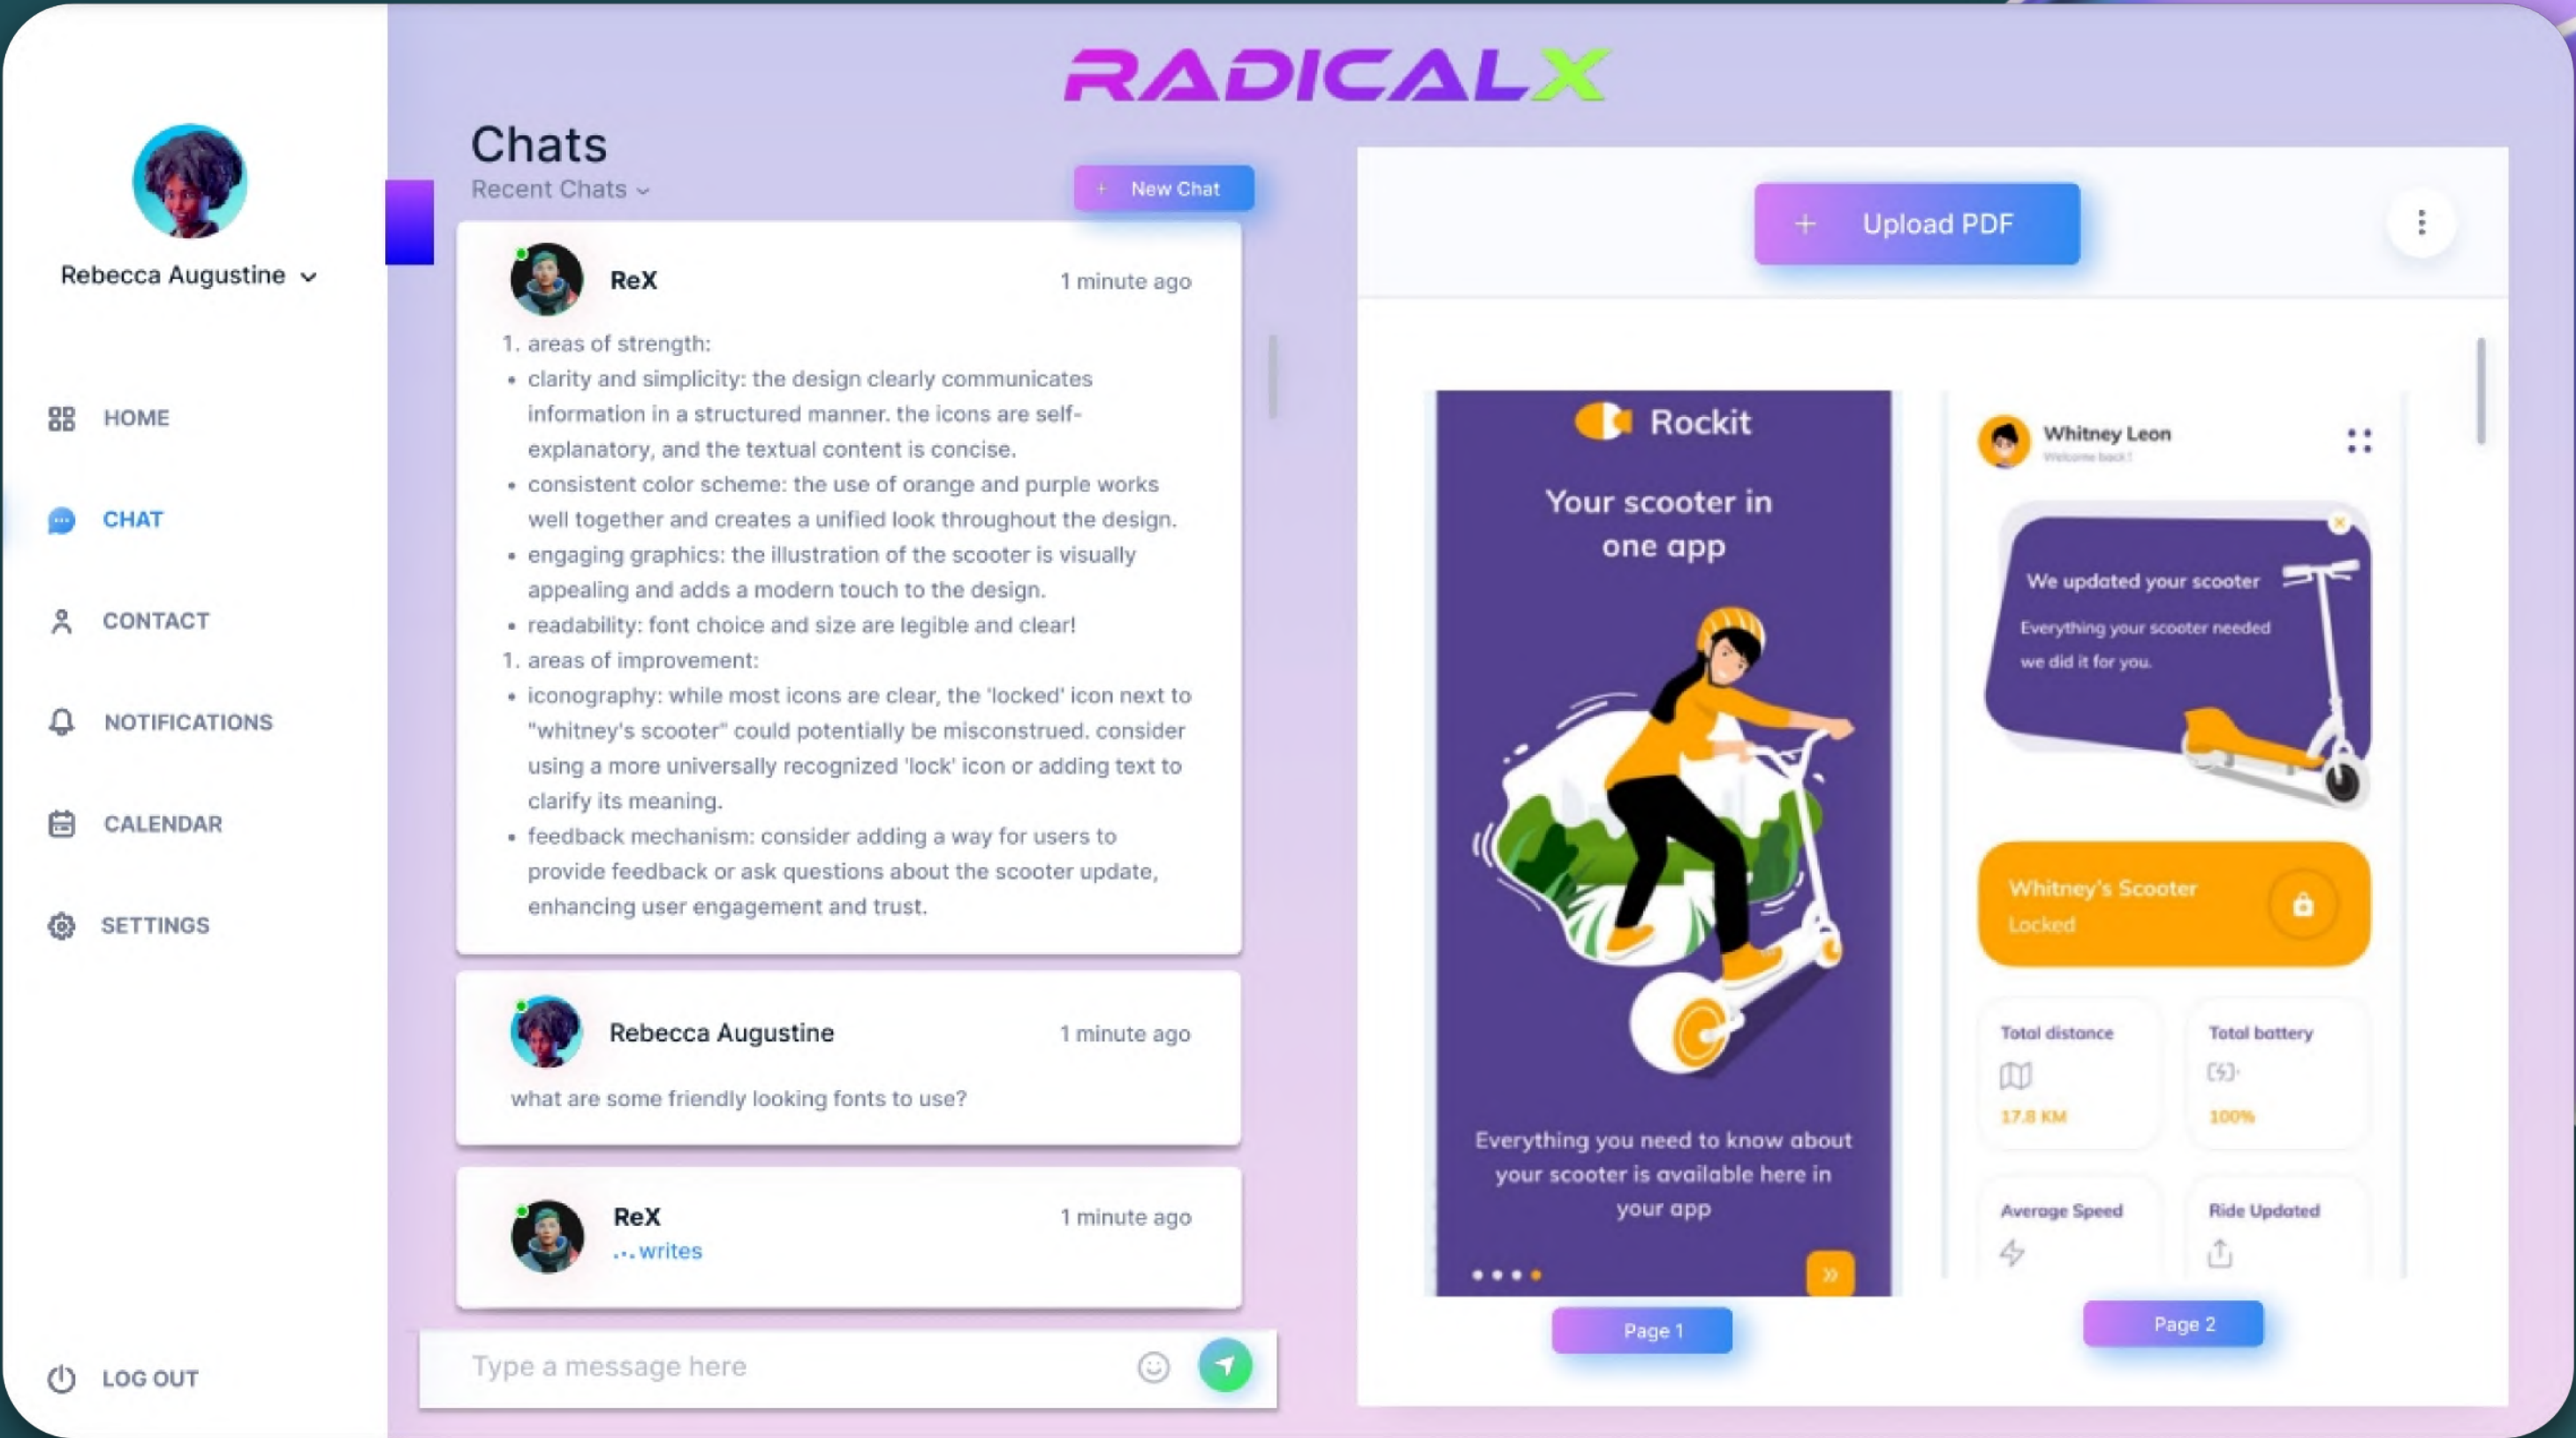 RADICALX
Rebecca Augustine
HOME
CHAT
CONTACT
NOTIFICATIONS
CALENDAR
SETTINGS
LOG OUT
Chats
Recent Chats
+ New Chat
ReX
1 minute ago
1. areas of strength:
• clarity and simplicity: the design clearly communicates
information in a structured manner. the icons are self-
explanatory, and the textual content is concise.
• consistent color scheme: the use of orange and purple works
well together and creates a unified look throughout the design.
• engaging graphics: the illustration of the scooter is visually
appealing and adds a modern touch to the design.
• readability: font choice and size are legible and clear!
1. areas of improvement:
• iconography: while most icons are clear, the 'locked' icon next to
"whitney's scooter" could potentially be misconstrued. consider
using a more universally recognized 'lock' icon or adding text to
clarify its meaning.
• feedback mechanism: consider adding a way for users to
provide feedback or ask questions about the scooter update,
enhancing user engagement and trust.
Rebecca Augustine
1 minute ago
what are some friendly looking fonts to use?
ReX
1 minute ago
...writes
Type a message here
+ Upload PDF
Rockit
Your scooter in
one app
Everything you need to know about
your scooter is available here in
your app
»
Page 1
Whitney Leon
Welcome back!
We updated your scooter
Everything your scooter needed
we did it for you.
Whitney's Scooter
Locked
Total distance
17.8 KM
Total battery
100%
Average Speed
Ride Updated
Page 2